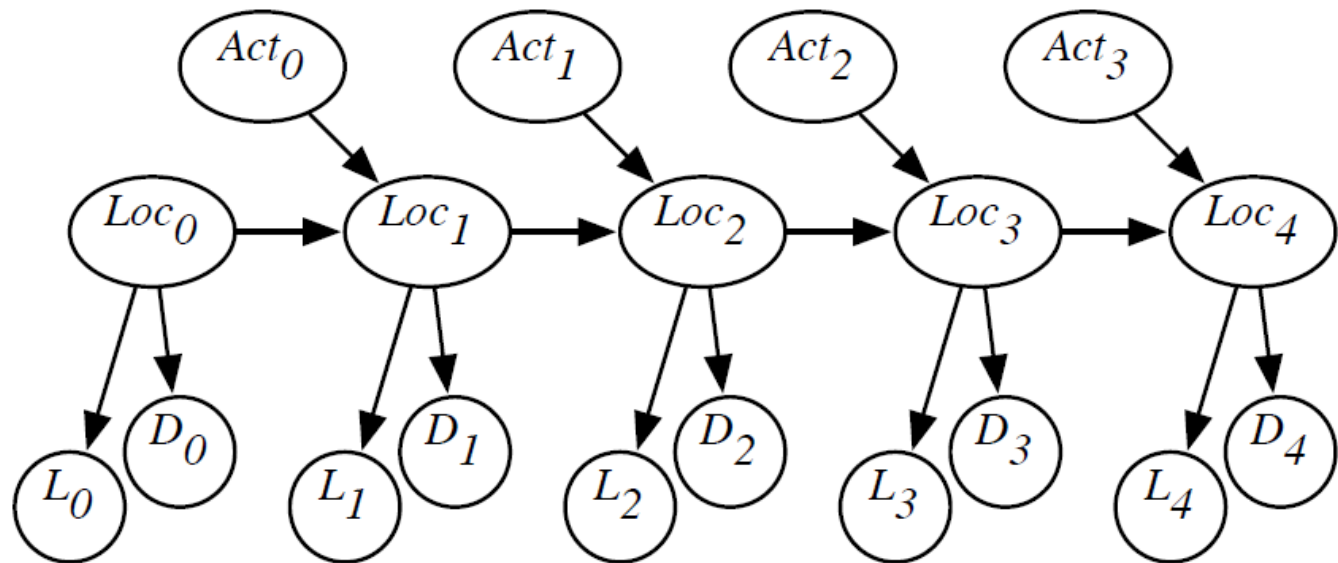 Act0 Act1 Act2 Act3
Loc0 Loc1 Loc2 Loc3 Loc4
D0 D1 D2 D3 D4
L0 L1 L2 L3 L4